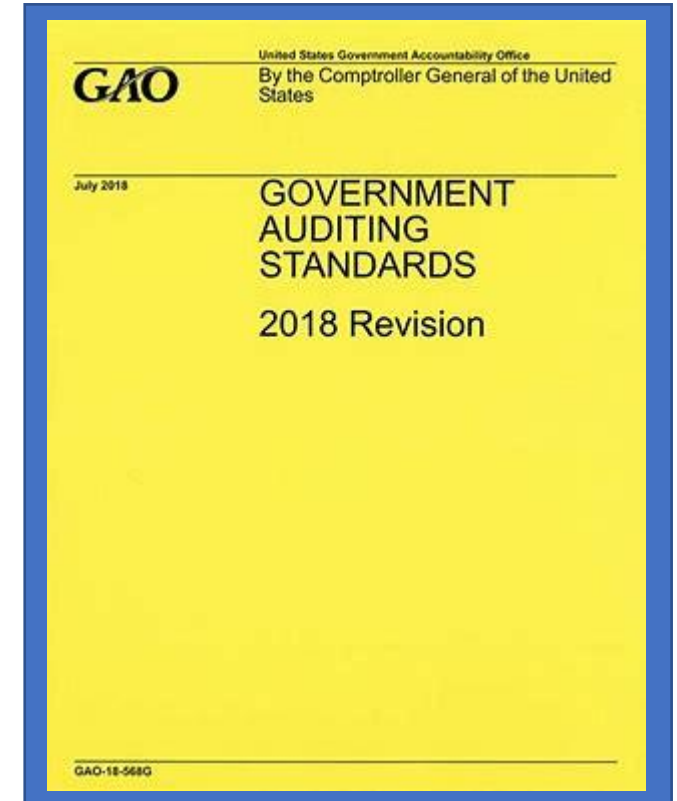 United States Government Accountability Office
GAO
By the Comptroller General of the United
States
July 2018
GOVERNMENT
AUDITING
STANDARDS
2018 Revision
GAO-18-568G